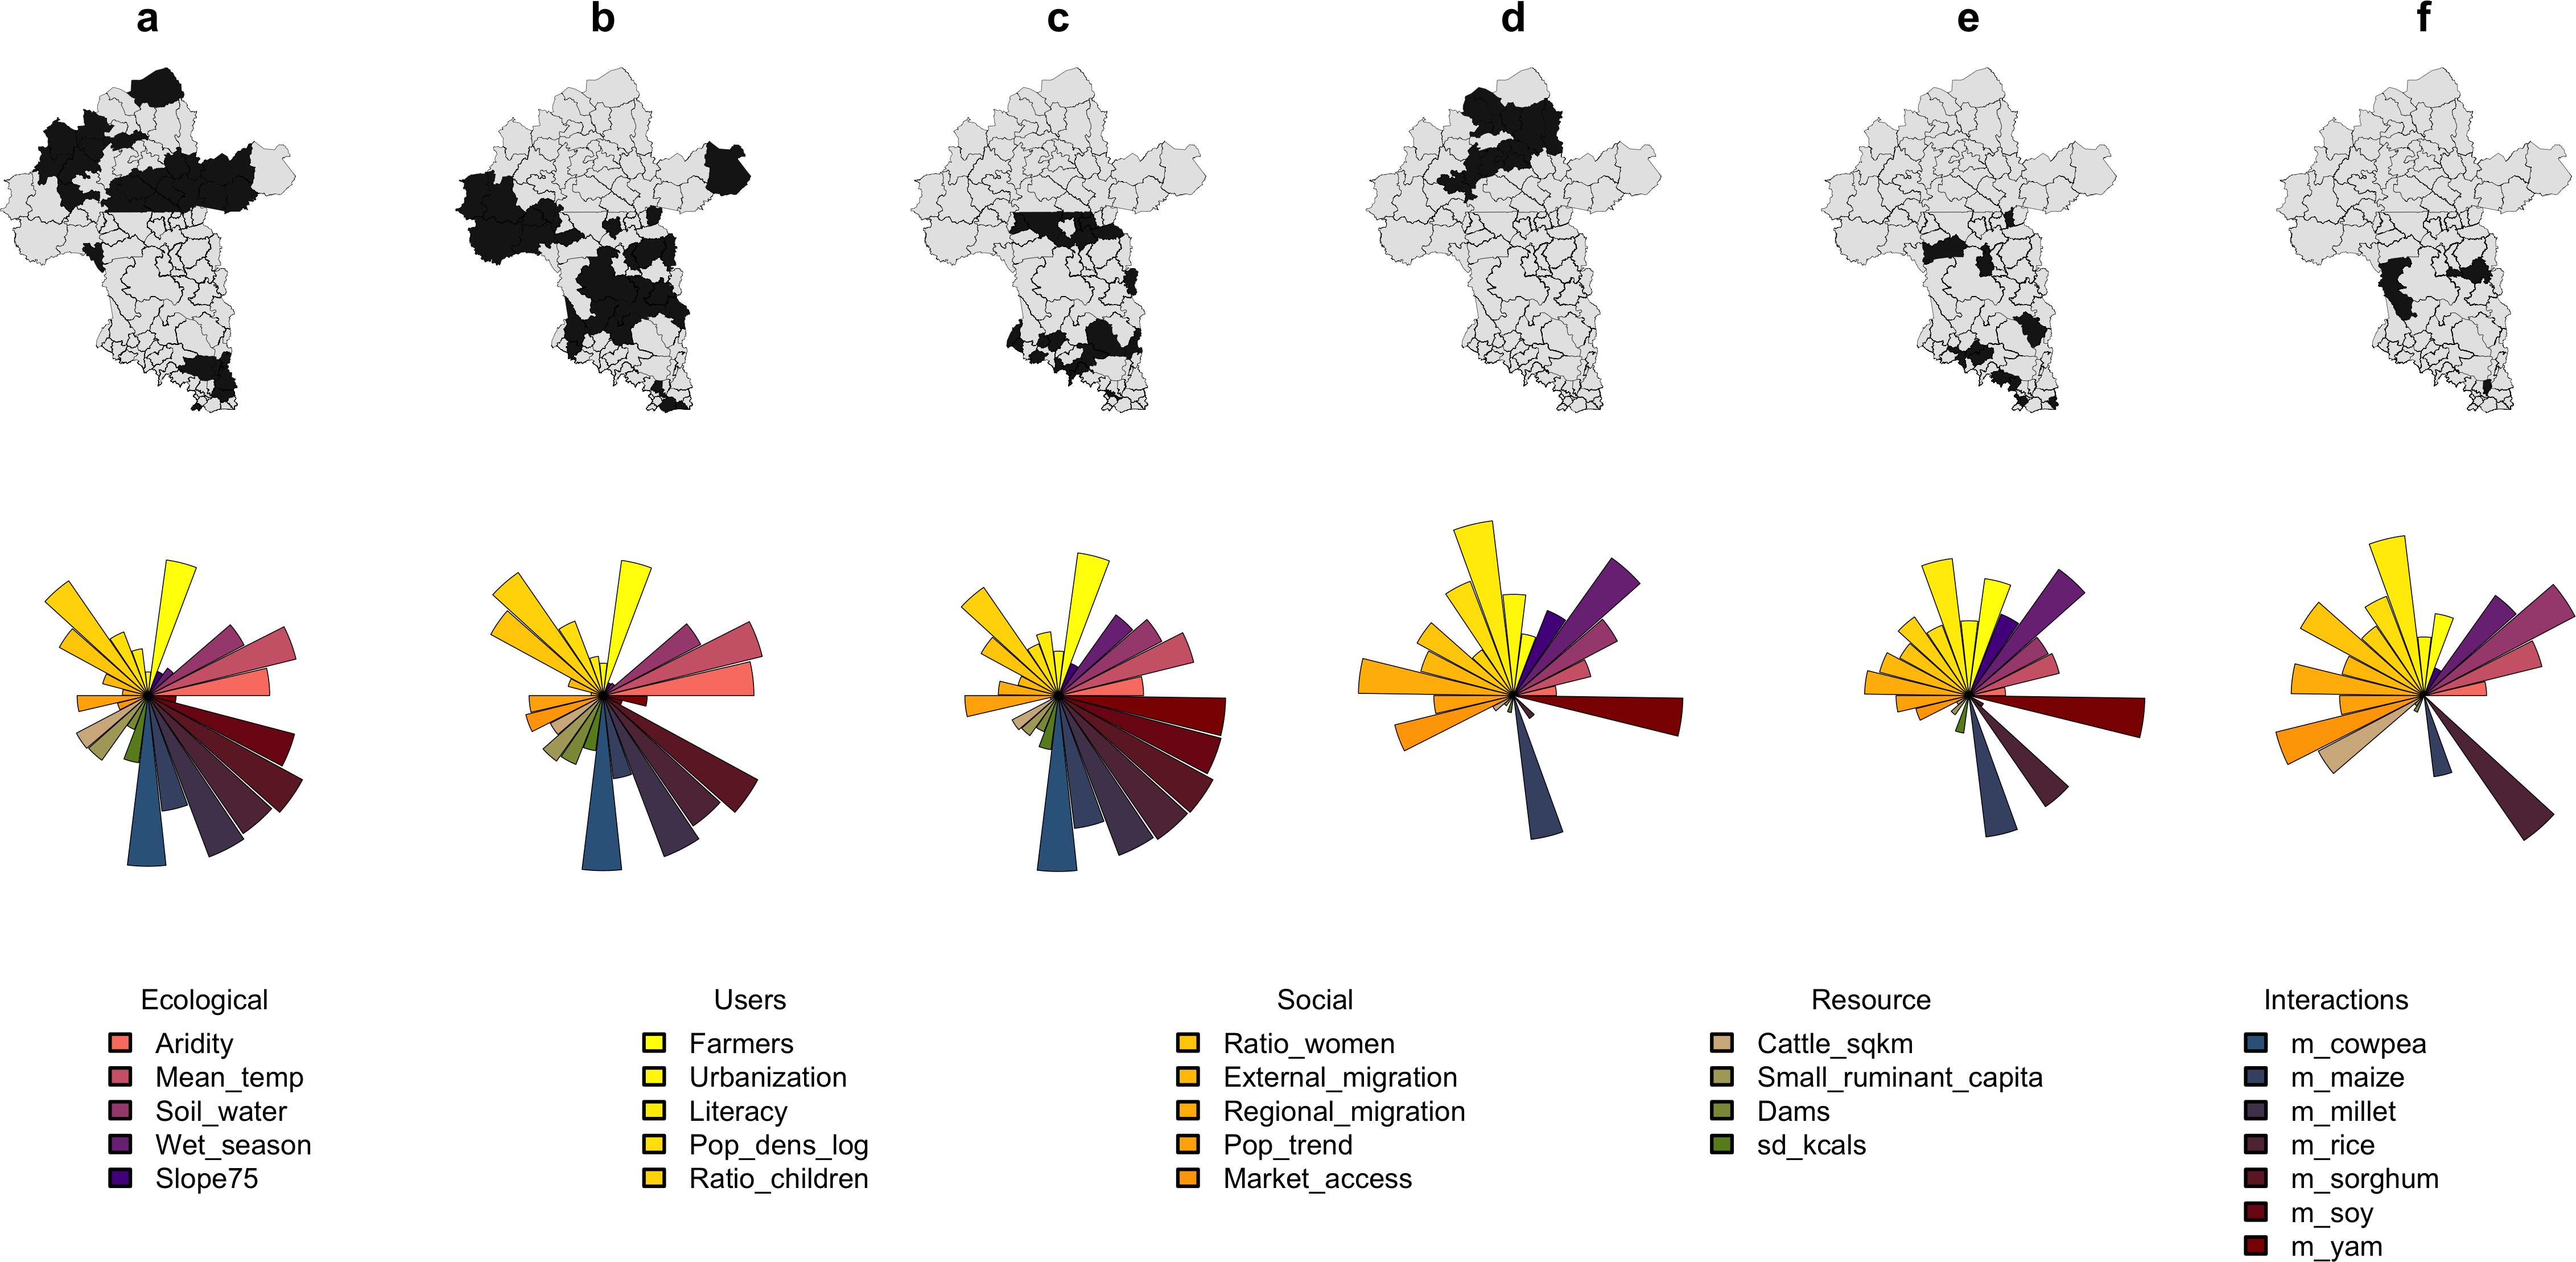 a b c d e f
Ecological
Aridity
Mean_temp
Soil_water
Wet_season
Slope75
Users
Farmers
Urbanization
Literacy
Pop_dens_log
Ratio_children
Social
Ratio_women
External_migration
Regional_migration
Pop_trend
Market_access
Resource
Cattle_sqkm
Small_ruminant_capita
Dams
sd_kcals
Interactions
m_cowpea
m_maize
m_millet
m_rice
m_sorghum
m_soy
m_yam